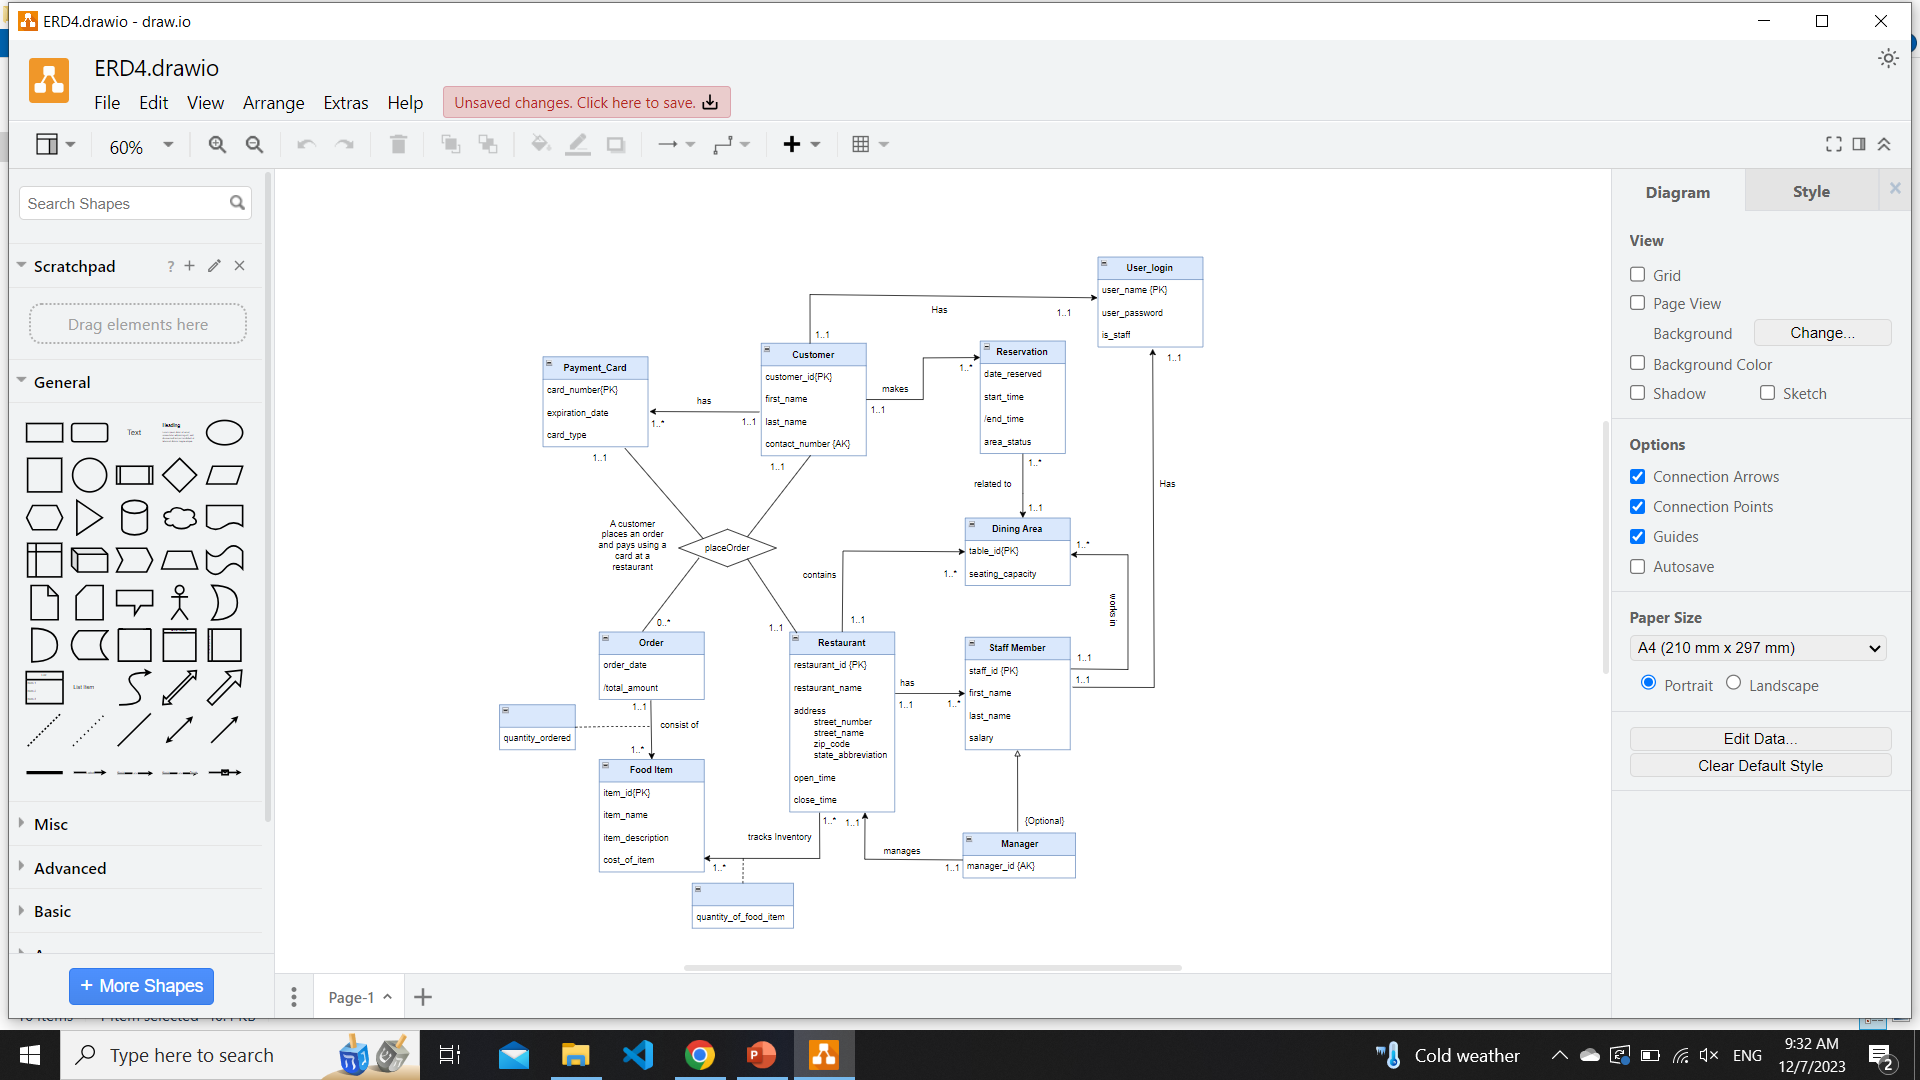 ERD4.drawio - draw.io
ERD4.drawio
File Edit View Arrange Extras Help
Unsaved changes. Click here to save.
60%
Search Shapes
Scratchpad
?
Drag elements here
General
Text
Heading
List Item
Misc
Advanced
Basic
+ More Shapes
User_login
user_name {PK}
user_password
is_staff
Has
1..1
1..1
1..1
Customer
customer_id{PK}
first_name
last_name
contact_number {AK}
Payment_Card
card_number{PK}
expiration_date
card_type
has
1..*
1..1
makes
1..1
1..*
Reservation
date_reserved
start_time
/end_time
area_status
1..*
related to
1..1
Has
1..1
1..1
A customer
places an order
and pays using a
card at a
restaurant
placeOrder
0..*
1..1
Dining Area
table_id{PK}
seating_capacity
1..*
contains
1..*
1..1
works in
Order
order_date
/total_amount
1..1
consist of
1..*
quantity_ordered
Food Item
item_id{PK}
item_name
item_description
cost_of_item
Restaurant
restaurant_id {PK}
restaurant_name
address
street_number
street_name
zip_code
state_abbreviation
open_time
close_time
has
1..1
1..*
Staff Member
staff_id {PK}
first_name
last_name
salary
1..1
1..1
tracks Inventory
1..*
1..*
quantity_of_food_item
1..1
manages
1..1
{Optional}
Manager
manager_id {AK}
Page-1
Diagram
Style
View
Grid
Page View
Background
Change...
Background Color
Shadow
Sketch
Options
Connection Arrows
Connection Points
Guides
Autosave
Paper Size
A4 (210 mm x 297 mm)
Portrait
Landscape
Edit Data...
Clear Default Style
Type here to search
Cold weather
ENG
9:32 AM
12/7/2023
2